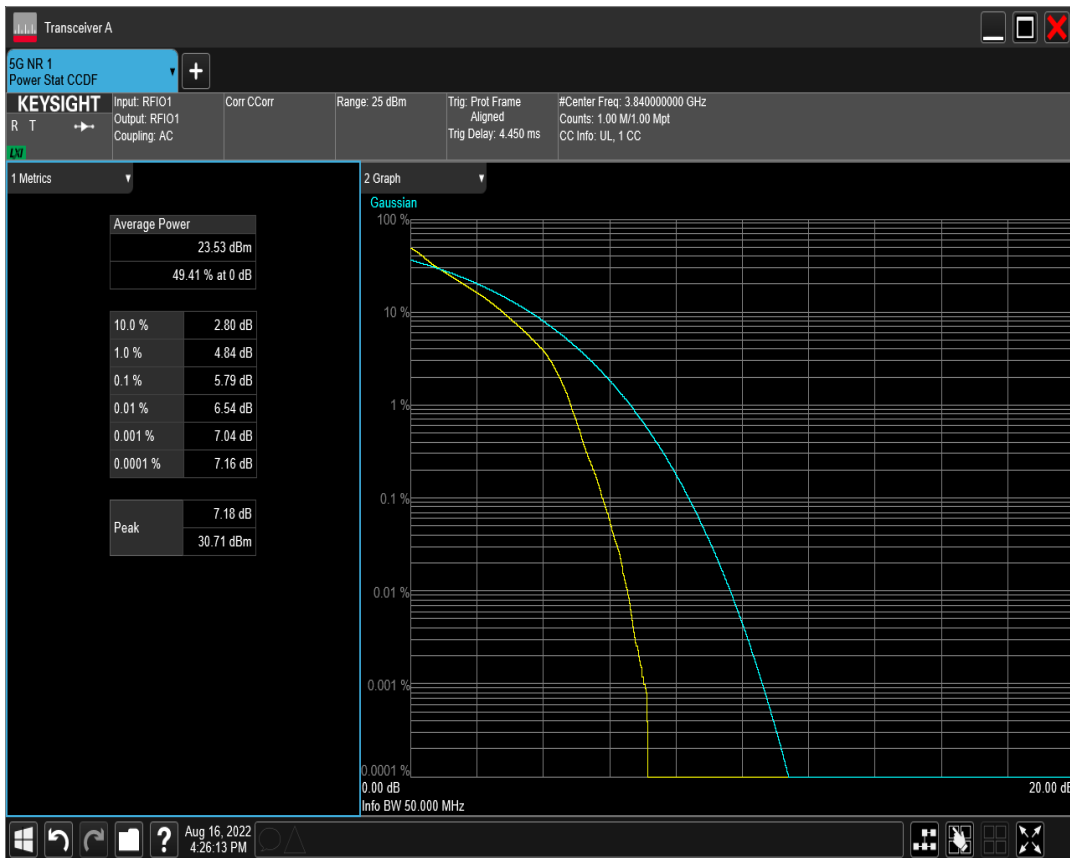 Transceiver A
5G NR 1
Power Stat CCDF
KEYSIGHT
R T
LXI
Input: RFIO1
Output: RFIO1
Coupling: AC
Corr CCorr
Range: 25 dBm
Trig: Prot Frame
Aligned
Trig Delay: 4.450 ms
#Center Freq: 3.840000000 GHz
Counts: 1.00 M/1.00 Mpt
CC Info: UL, 1 CC
1 Metrics
Average Power
23.53 dBm
49.41 % at 0 dB
10.0 % 2.80 dB
1.0 % 4.84 dB
0.1 % 5.79 dB
0.01 % 6.54 dB
0.001 % 7.04 dB
0.0001 % 7.16 dB
Peak
7.18 dB
30.71 dBm
2 Graph
Gaussian
100 %
10 %
1 %
0.1 %
0.01 %
0.001 %
0.0001 %
0.00 dB 20.00 dB
Info BW 50.000 MHz
?
Aug 16, 2022
4:26:13 PM